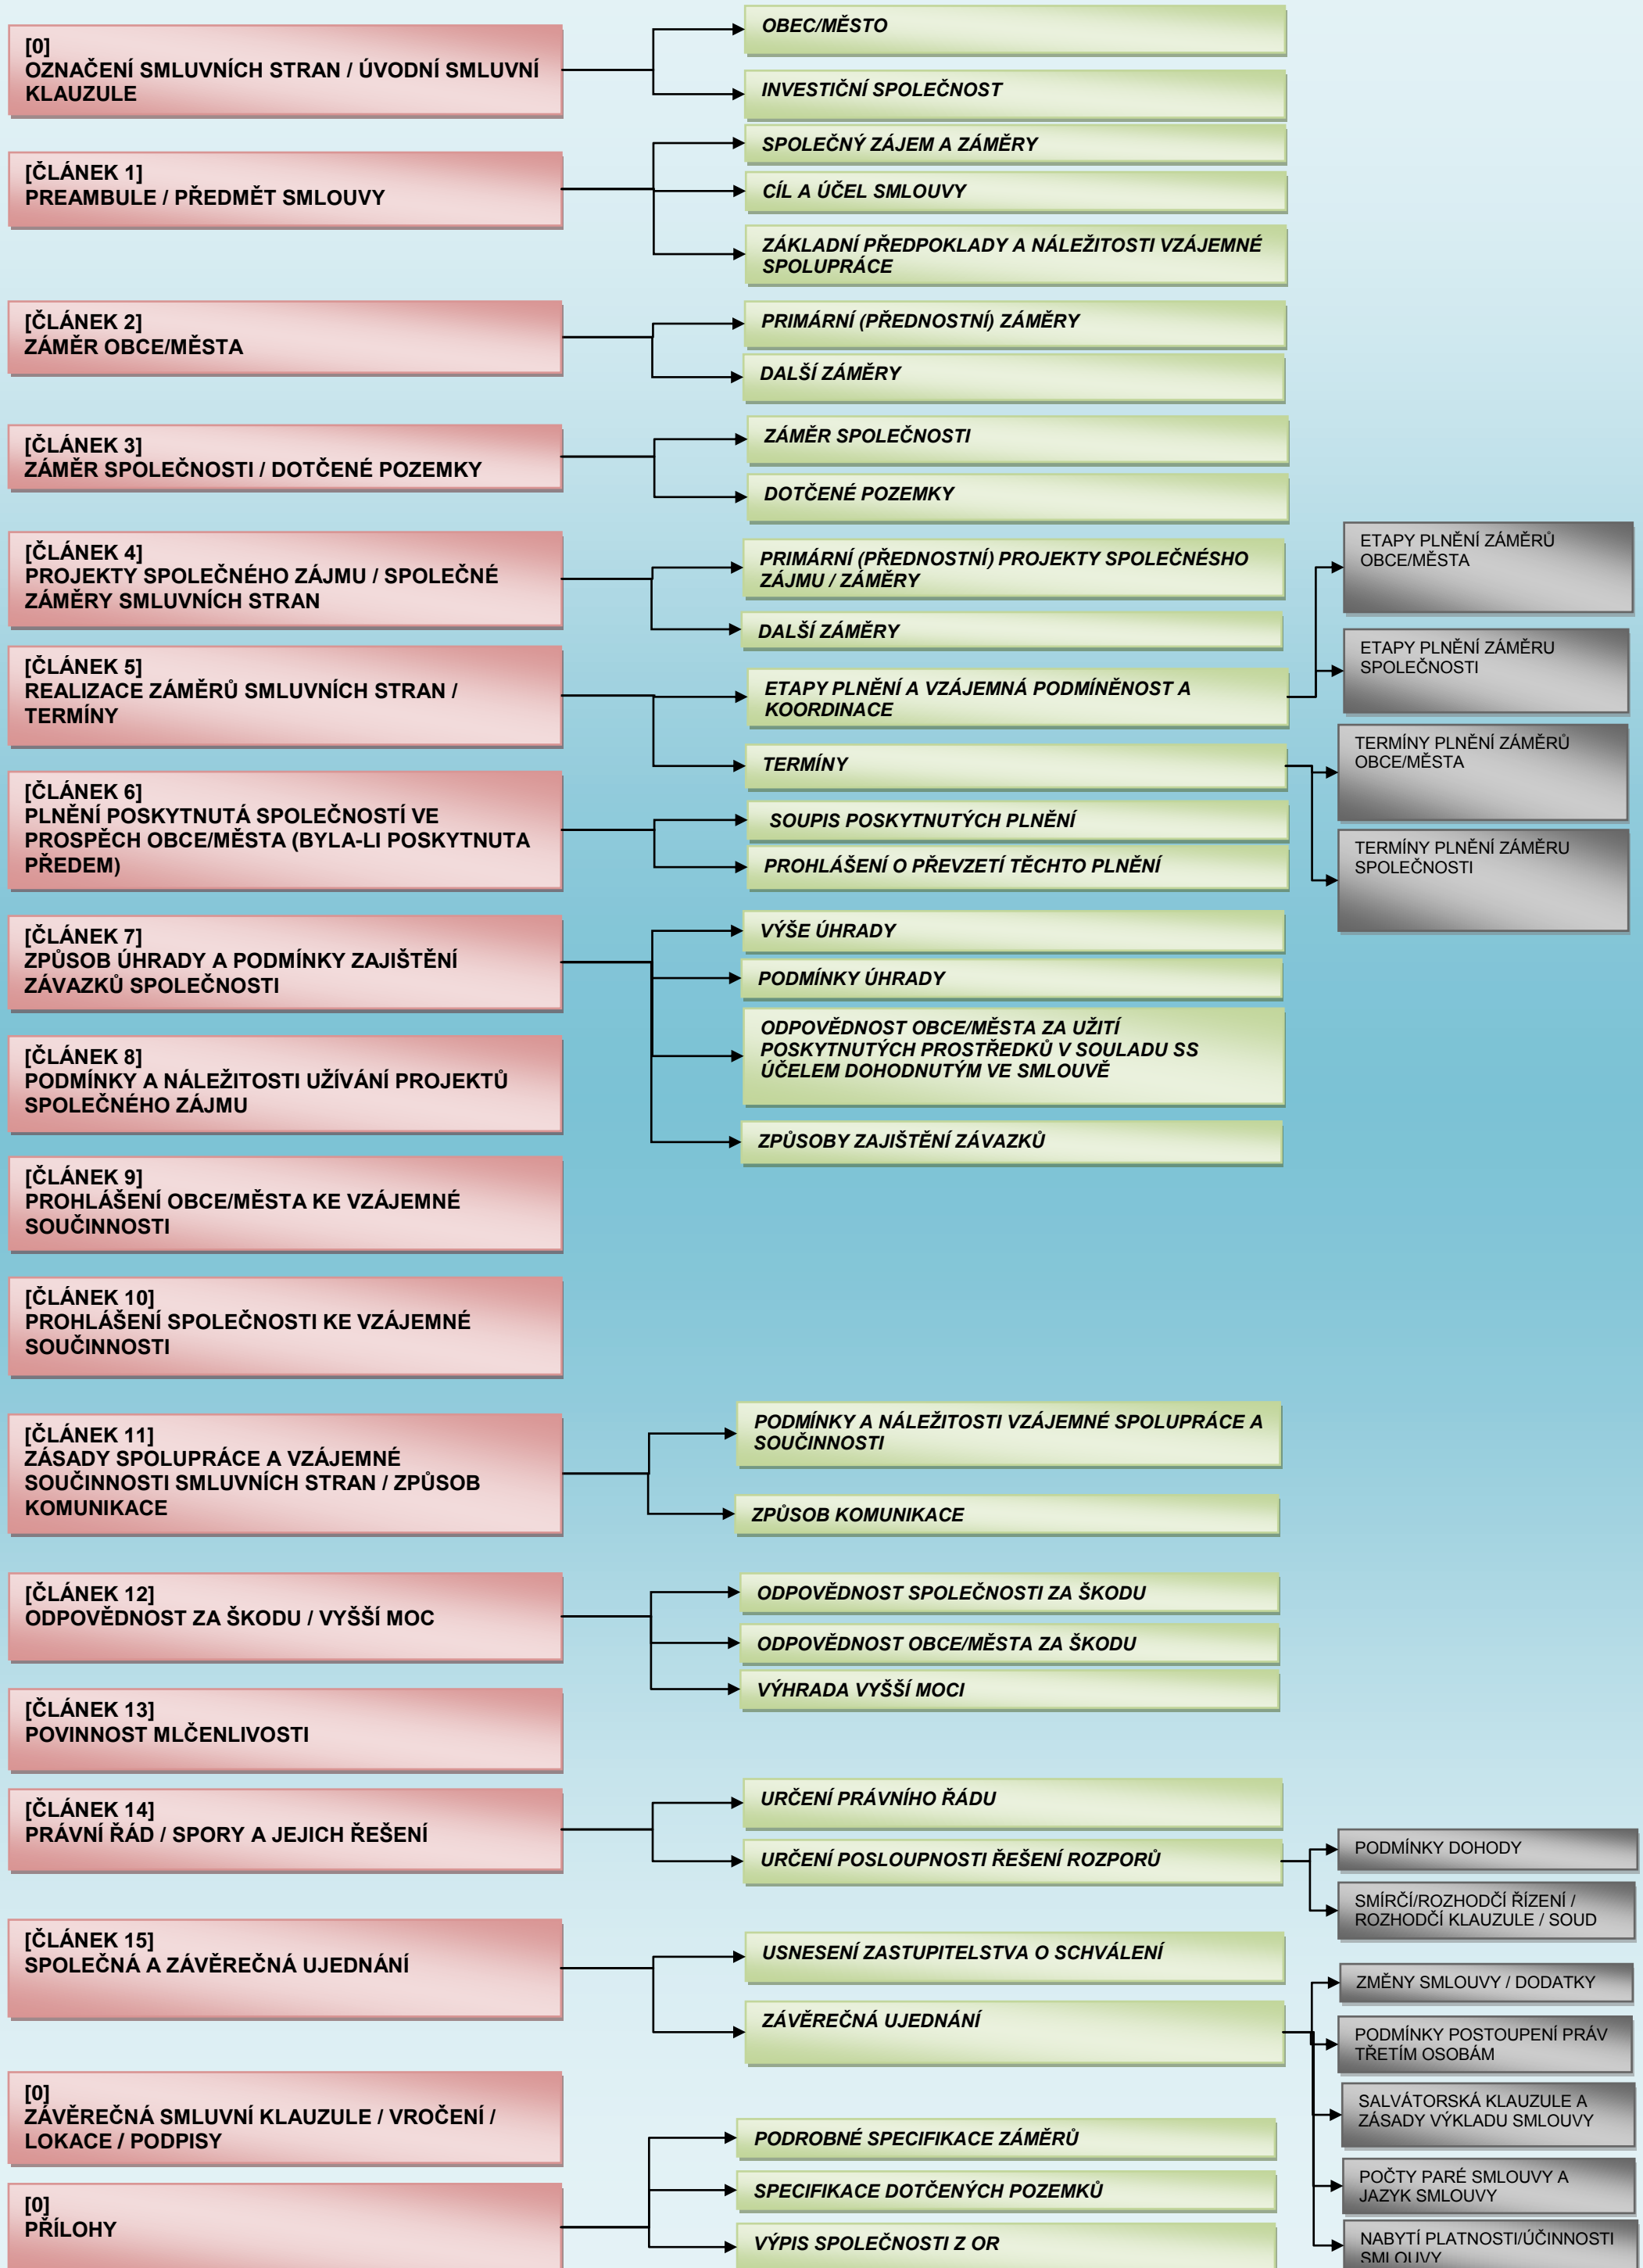 [0]
OZNAČENÍ SMLUVNÍCH STRAN / ÚVODNÍ SMLUVNÍ
KLAUZULE
OBEC/MĚSTO
INVESTIČNÍ SPOLEČNOST
[ČLÁNEK 1]
PREAMBULE / PŘEDMĚT SMLOUVY
SPOLEČNÝ ZÁJEM A ZÁMĚRY
CÍL A ÚČEL SMLOUVY
ZÁKLADNÍ PŘEDPOKLADY A NÁLEŽITOSTI VZÁJEMNÉ
SPOLUPRÁCE
[ČLÁNEK 2]
ZÁMĚR OBCE/MĚSTA
PRIMÁRNÍ (PŘEDNOSTNÍ) ZÁMĚRY
DALŠÍ ZÁMĚRY
[ČLÁNEK 3]
ZÁMĚR SPOLEČNOSTI / DOTČENÉ POZEMKY
ZÁMĚR SPOLEČNOSTI
DOTČENÉ POZEMKY
[ČLÁNEK 4]
PROJEKTY SPOLEČNÉHO ZÁJMU / SPOLEČNÉ
ZÁMĚRY SMLUVNÍCH STRAN
PRIMÁRNÍ (PŘEDNOSTNÍ) PROJEKTY SPOLEČNÉSHO
ZÁJMU / ZÁMĚRY
DALŠÍ ZÁMĚRY
[ČLÁNEK 5]
REALIZACE ZÁMĚRŮ SMLUVNÍCH STRAN /
TERMÍNY
ETAPY PLNĚNÍ A VZÁJEMNÁ PODMÍNĚNOST A
KOORDINACE
ETAPY PLNĚNÍ ZÁMĚRŮ
OBCE/MĚSTA
ETAPY PLNĚNÍ ZÁMĚRU
SPOLEČNOSTI
TERMÍNY
TERMÍNY PLNĚNÍ ZÁMĚRŮ
OBCE/MĚSTA
TERMÍNY PLNĚNÍ ZÁMĚRU
SPOLEČNOSTI
[ČLÁNEK 6]
PLNĚNÍ POSKYTNUTÁ SPOLEČNOSTÍ VE
PROSPĚCH OBCE/MĚSTA (BYLA-LI POSKYTNUTA
PŘEDEM)
SOUPIS POSKYTNUTÝCH PLNĚNÍ
PROHLÁŠENÍ O PŘEVZETÍ TĚCHTO PLNĚNÍ
[ČLÁNEK 7]
ZPŮSOB ÚHRADY A PODMÍNKY ZAJIŠTĚNÍ
ZÁVAZKŮ SPOLEČNOSTI
VÝŠE ÚHRADY
PODMÍNKY ÚHRADY
ODPOVĚDNOST OBCE/MĚSTA ZA UŽITÍ
POSKYTNUTÝCH PROSTŘEDKŮ V SOULADU SS
ÚČELEM DOHODNUTÝM VE SMLOUVĚ
ZPŮSOBY ZAJIŠTĚNÍ ZÁVAZKŮ
[ČLÁNEK 8]
PODMÍNKY A NÁLEŽITOSTI UŽÍVÁNÍ PROJEKTŮ
SPOLEČNÉHO ZÁJMU
[ČLÁNEK 9]
PROHLÁŠENÍ OBCE/MĚSTA KE VZÁJEMNÉ
SOUČINNOSTI
[ČLÁNEK 10]
PROHLÁŠENÍ SPOLEČNOSTI KE VZÁJEMNÉ
SOUČINNOSTI
[ČLÁNEK 11]
ZÁSADY SPOLUPRÁCE A VZÁJEMNÉ
SOUČINNOSTI SMLUVNÍCH STRAN / ZPŮSOB
KOMUNIKACE
PODMÍNKY A NÁLEŽITOSTI VZÁJEMNÉ SPOLUPRÁCE A
SOUČINNOSTI
ZPŮSOB KOMUNIKACE
[ČLÁNEK 12]
ODPOVĚDNOST ZA ŠKODU / VYŠŠÍ MOC
ODPOVĚDNOST SPOLEČNOSTI ZA ŠKODU
ODPOVĚDNOST OBCE/MĚSTA ZA ŠKODU
VÝHRADA VYŠŠÍ MOCI
[ČLÁNEK 13]
POVINNOST MLČENLIVOSTI
[ČLÁNEK 14]
PRÁVNÍ ŘÁD / SPORY A JEJICH ŘEŠENÍ
URČENÍ PRÁVNÍHO ŘÁDU
URČENÍ POSLOUPNOSTI ŘEŠENÍ ROZPORŮ
PODMÍNKY DOHODY
SMÍRČÍ/ROZHODČÍ ŘÍZENÍ /
ROZHODČÍ KLAUZULE / SOUD
[ČLÁNEK 15]
SPOLEČNÁ A ZÁVĚREČNÁ UJEDNÁNÍ
USNESENÍ ZASTUPITELSTVA O SCHVÁLENÍ
ZÁVĚREČNÁ UJEDNÁNÍ
ZMĚNY SMLOUVY / DODATKY
PODMÍNKY POSTOUPENÍ PRÁV
TŘETÍM OSOBÁM
SALVÁTORSKÁ KLAUZULE A
ZÁSADY VÝKLADU SMLOUVY
POČTY PARÉ SMLOUVY A
JAZYK SMLOUVY
NABYTÍ PLATNOSTI/ÚČINNOSTI
SMLOUVY
[0]
ZÁVĚREČNÁ SMLUVNÍ KLAUZULE / VROČENÍ /
LOKACE / PODPISY
[0]
PŘÍLOHY
PODROBNÉ SPECIFIKACE ZÁMĚRŮ
SPECIFIKACE DOTČENÝCH POZEMKŮ
VÝPIS SPOLEČNOSTI Z OR